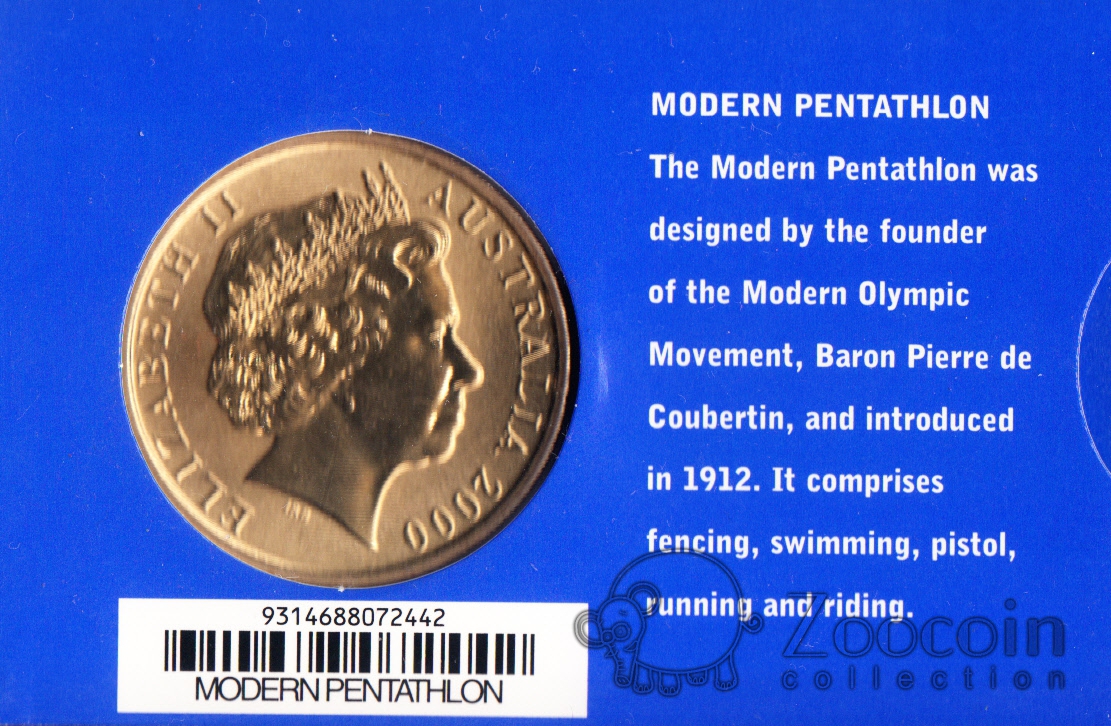 ELIZABETH II AUSTRALIA 2000
IRB
MODERN PENTATHLON
The Modern Pentathlon was
designed by the founder
of the Modern Olympic
Movement, Baron Pierre de
Coubertin, and introduced
in 1912. It comprises
fencing, swimming, pistol,
running and riding.
9314688072442
MODERN PENTATHLON
Zoocoin
collection